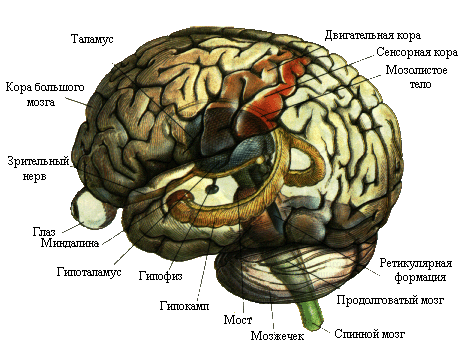 Таламус
Двигательная кора
Сенсорная кора
Мозолистое
тело
Кора большого
мозга
Зрительный
нерв
Глаз
Миндалина
Гипоталамус
Гипофиз
Гипокамп
Мост
Мозжечек
Ретикулярная
формация
Продолговатый мозг
Спинной мозг